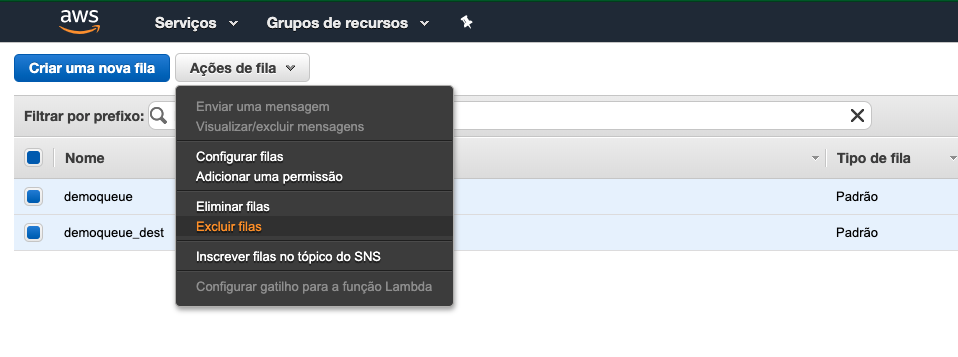 aws Serviços Grupos de recursos
Criar uma nova fila Ações de fila
Filtrar por prefixo:
Enviar uma mensagem
Visualizar/excluir mensagens
Configurar filas
Adicionar uma permissão
Eliminar filas
Excluir filas
Inscrever filas no tópico do SNS
Configurar gatilho para a função Lambda
Nome Tipo de fila
demoqueue Padrão
demoqueue_dest Padrão